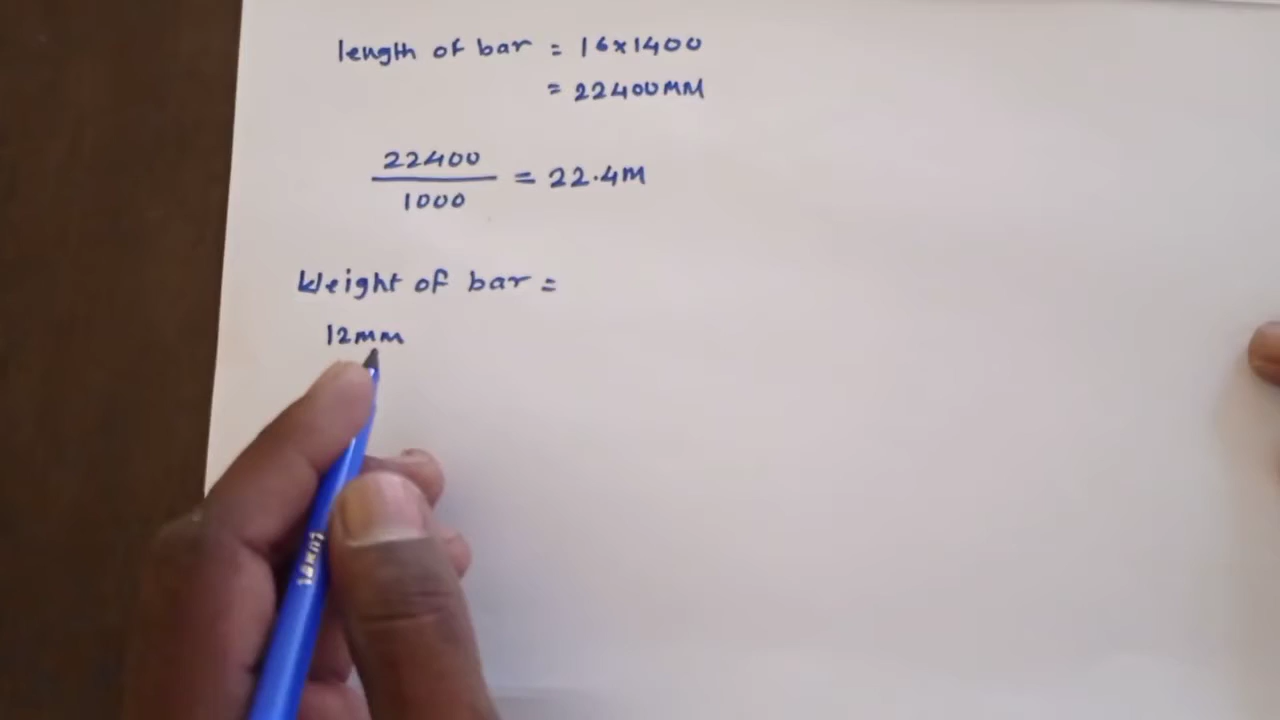 length of bar = 16x1400
= 22400MM
22400
1000
= 22.4M
Weight of bar =
12mm